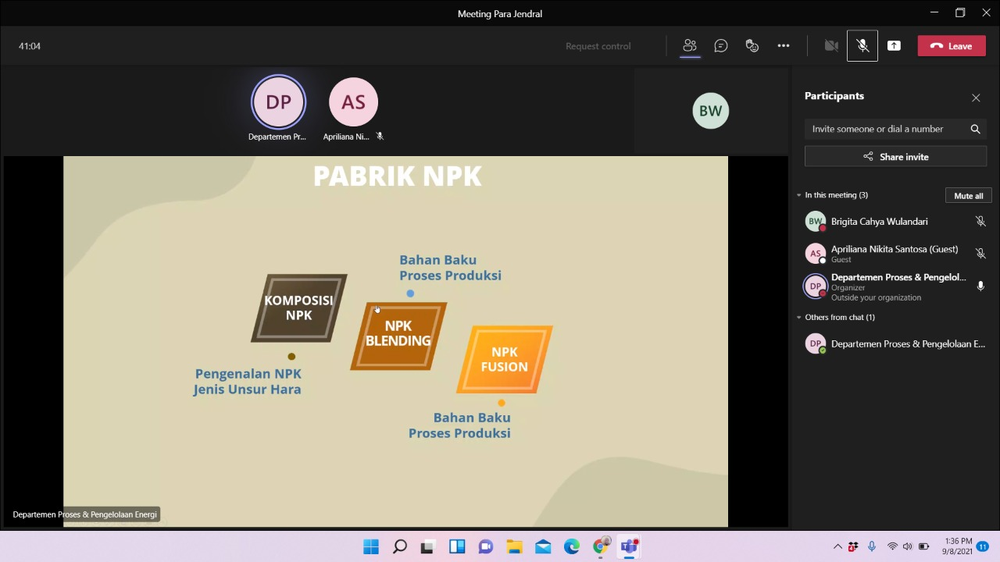 Meeting Para Jendral
41:04
Request control
Leave
DP
AS
BW
Departemen Pr...
Apriliana Ni...
Participants
Invite someone or dial a number
Share invite
In this meeting (3)
Mute all
BW
Brigita Cahya Wulandari
AS
Apriliana Nikita Santosa (Guest)
Guest
DP
Departemen Proses & Pengelol...
Organizer
Outside your organization
Others from chat (1)
DP
Departemen Proses & Pengelolaan E...
PABRIK NPK
Bahan Baku
Proses Produksi
KOMPOSISI
NPK
NPK
BLENDING
NPK
FUSION
Pengenalan NPK
Jenis Unsur Hara
Bahan Baku
Proses Produksi
Departemen Proses & Pengelolaan Energi
1:36 PM
9/8/2021
11